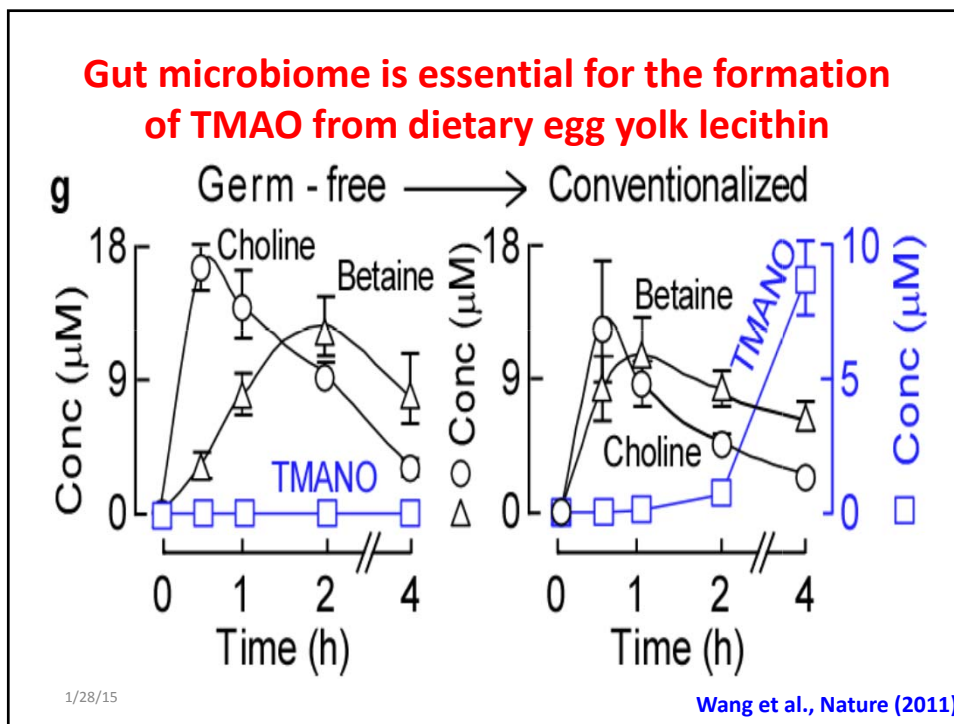 Gut microbiome is essential for the formation
of TMAO from dietary egg yolk lecithin
g
Germ - free → Conventionalized
18
9
0
Conc (μM)
Choline
Betaine
TMANO
0 1 2 4
Time (h)
Conc (μM)
18
9
0
Betaine
Choline
TMANO
10
5
0
Conc (μM)
0 1 2 4
Time (h)
1/28/15
Wang et al., Nature (2011)